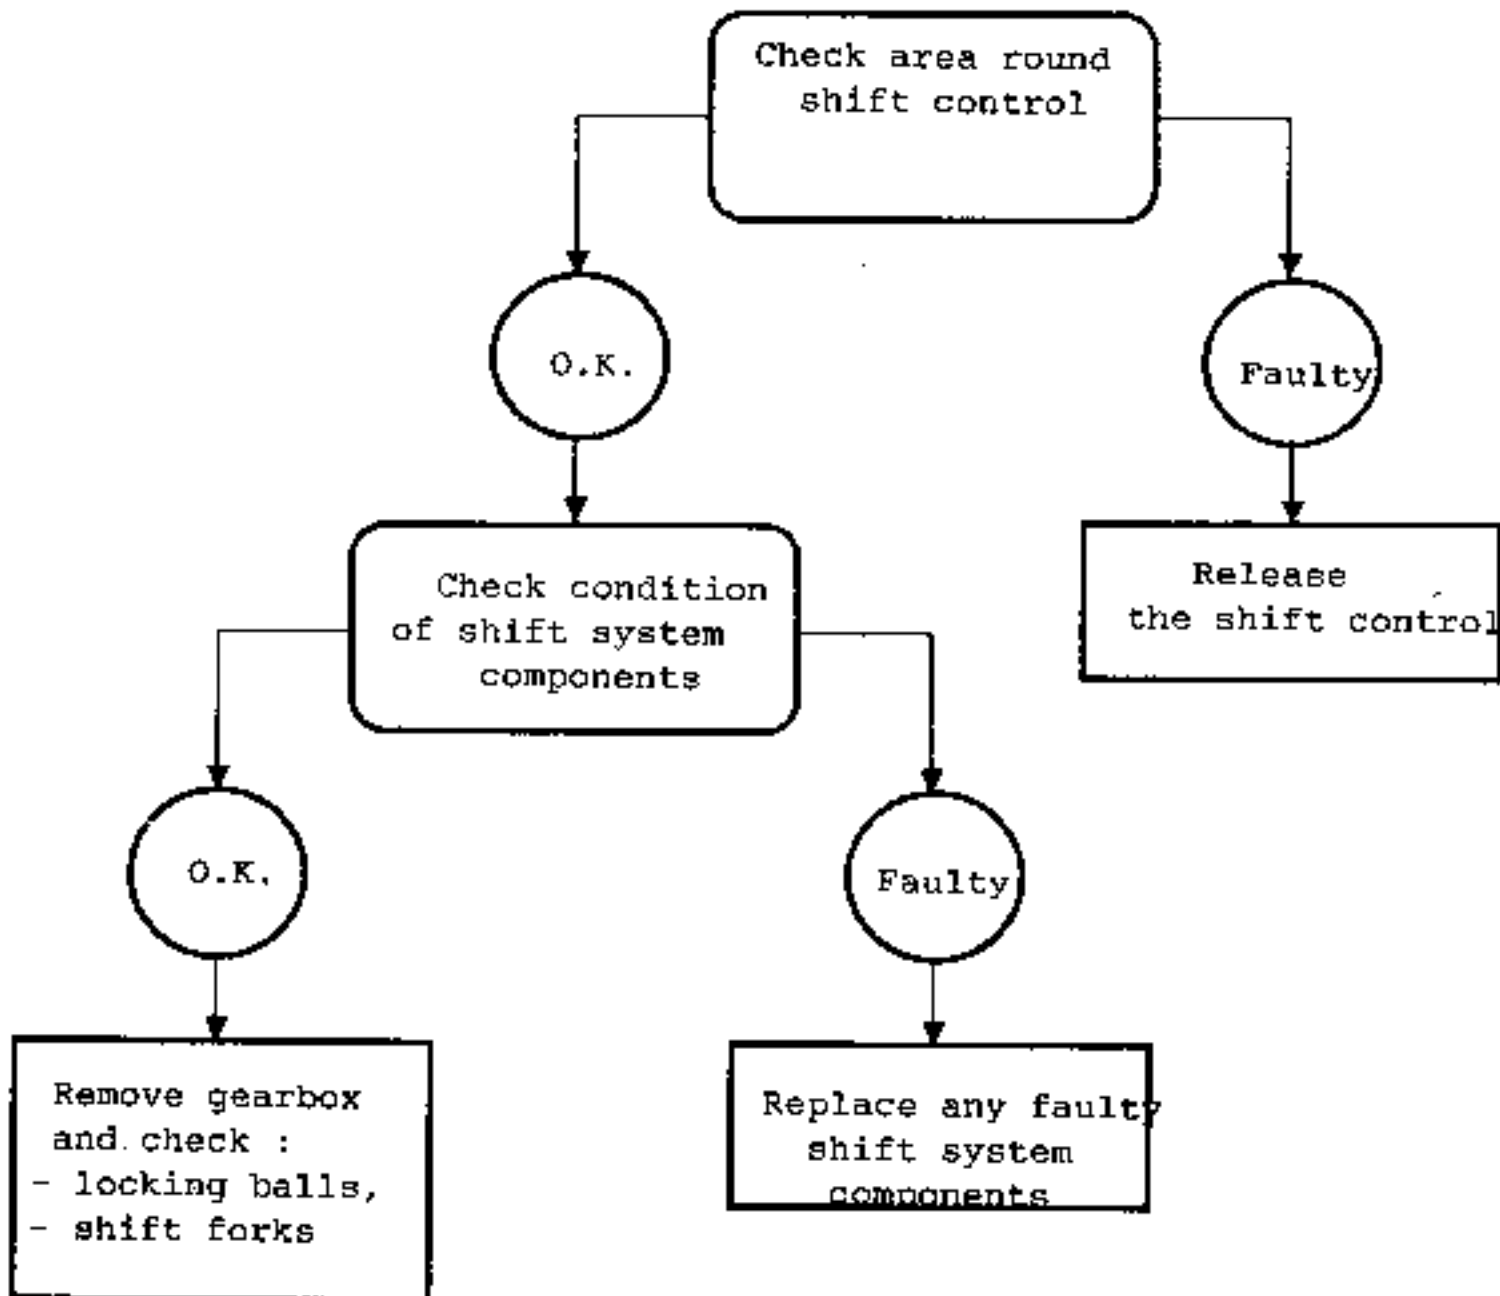 Check area round
shift control
O.K.
Faulty
Check condition
of shift system
components
Release
the shift control
O.K.
Faulty
Remove gearbox
and check :
- locking balls,
- shift forks
Replace any faulty
shift system
components